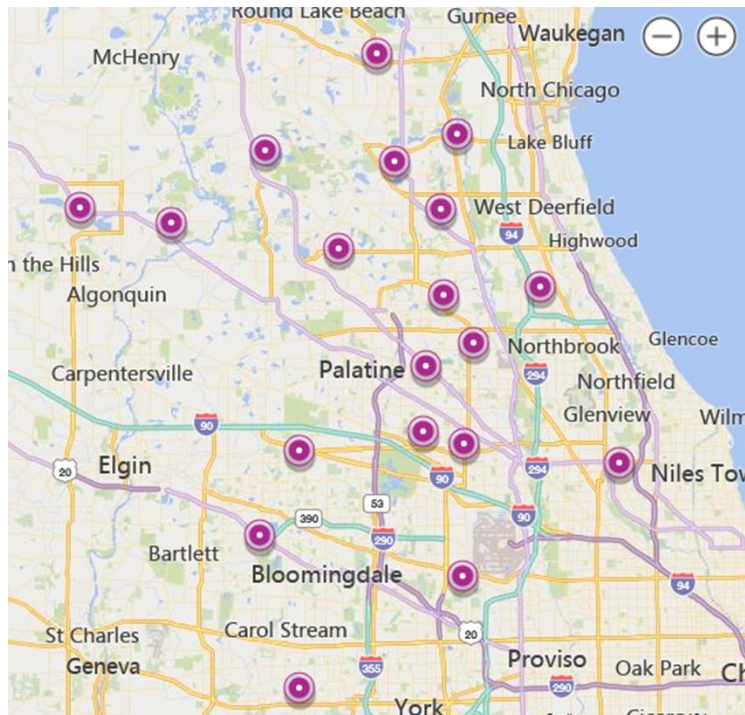 Round Lake Beach
Gurnee
Waukegan
McHenry
North Chicago
Lake Bluff
West Deerfield
94
Highwood
n the Hills
Algonquin
Glencoe
Northbrook
Palatine
294
Carpentersville
Northfield
Glenview
Wilm
90
Elgin
20
294
Niles Tow
90
53
390
90
290
Bartlett
Bloomingdale
94
St Charles
Carol Stream
20
Geneva
355
Proviso
Oak Park
Ch
290
York